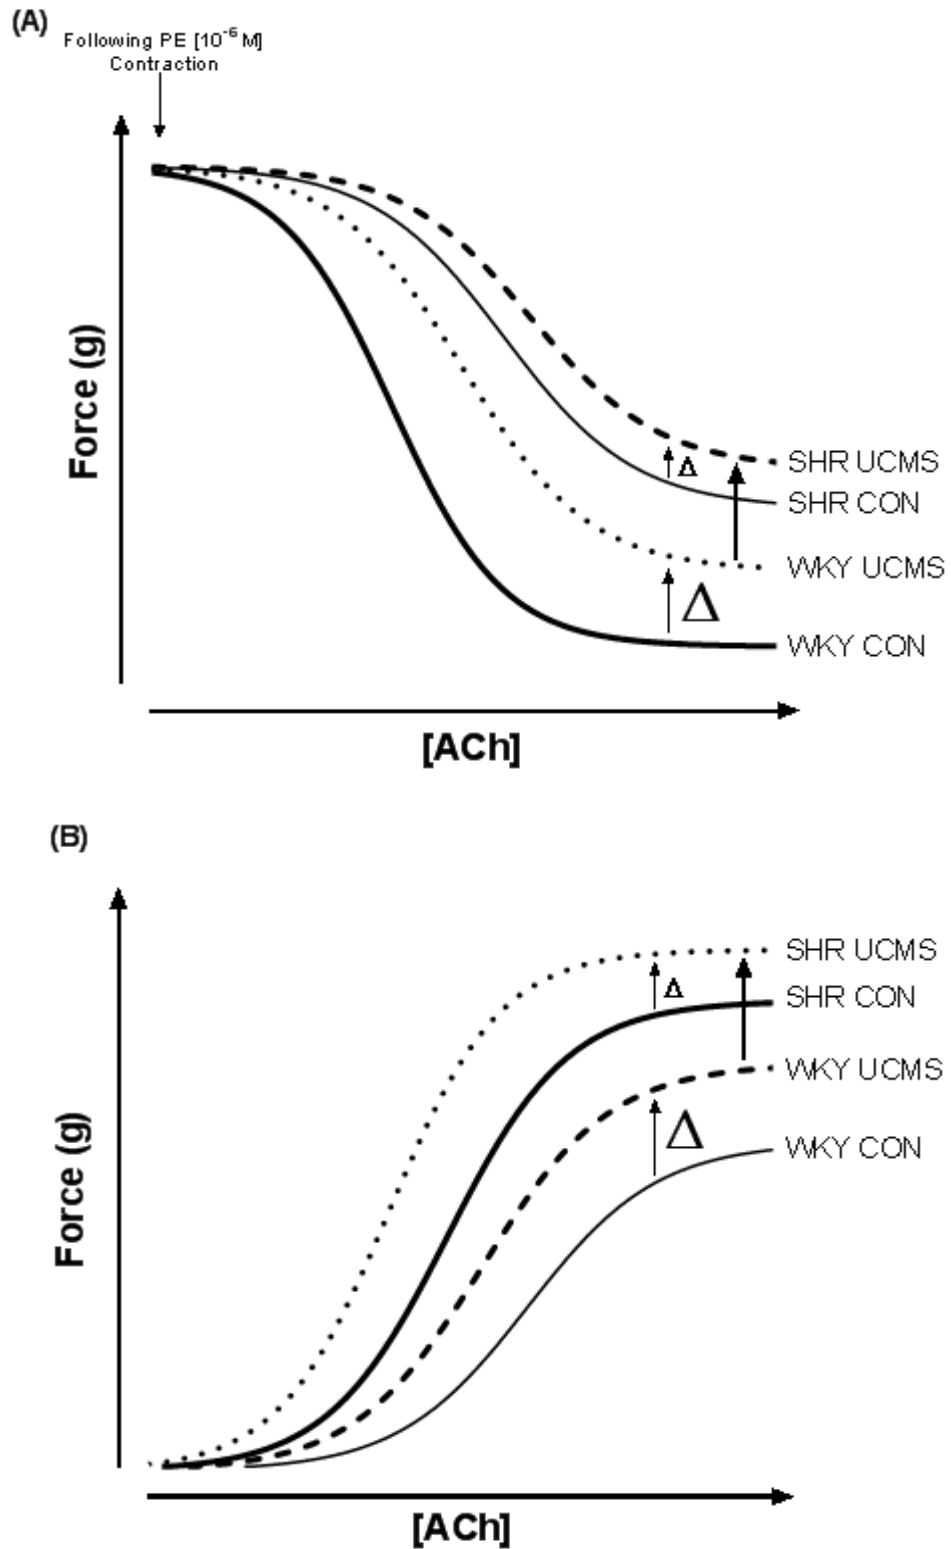 (A)
Following PE [10⁻⁶ M]
Contraction
Force (g)
SHR UCMS
Δ
SHR CON
WKY UCMS
Δ
WKY CON
[ACh]
(B)
SHR UCMS
Δ
SHR CON
WKY UCMS
Δ
WKY CON
Force (g)
[ACh]